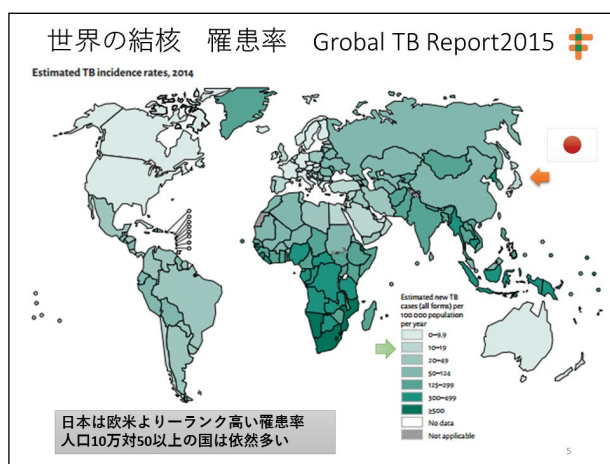 世界の結核　罹患率　Grobal TB Report2015
Estimated TB incidence rates, 2014
Estimated new TB
cases (all forms) per
100 000 population
per year
0–9.9
10–19
20–49
50–124
125–299
300–499
≥500
No data
Not applicable
日本は欧米より一ランク高い罹患率
人口10万対50以上の国は依然多い
5